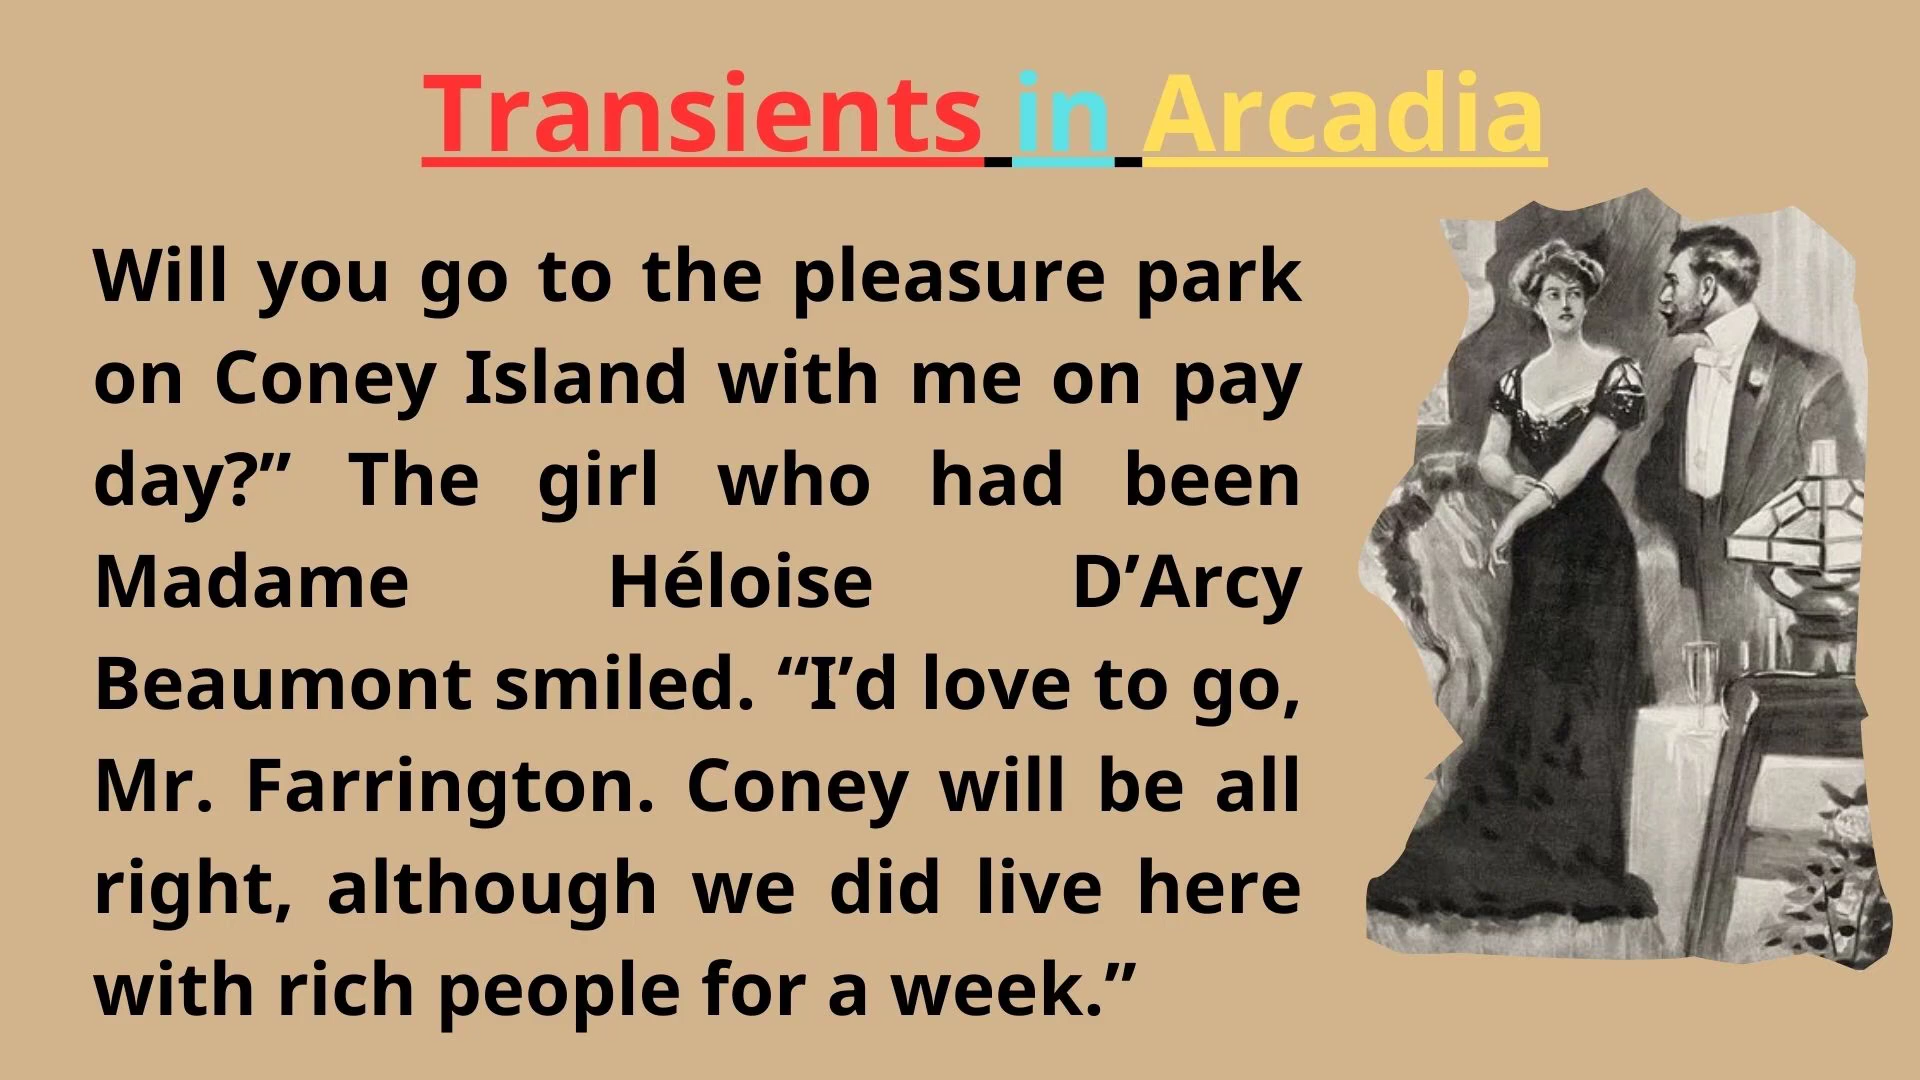 Transients in Arcadia
Will you go to the pleasure park
on Coney Island with me on pay
day?” The girl who had been
Madame Héloise D’Arcy
Beaumont smiled. “I’d love to go,
Mr. Farrington. Coney will be all
right, although we did live here
with rich people for a week.”